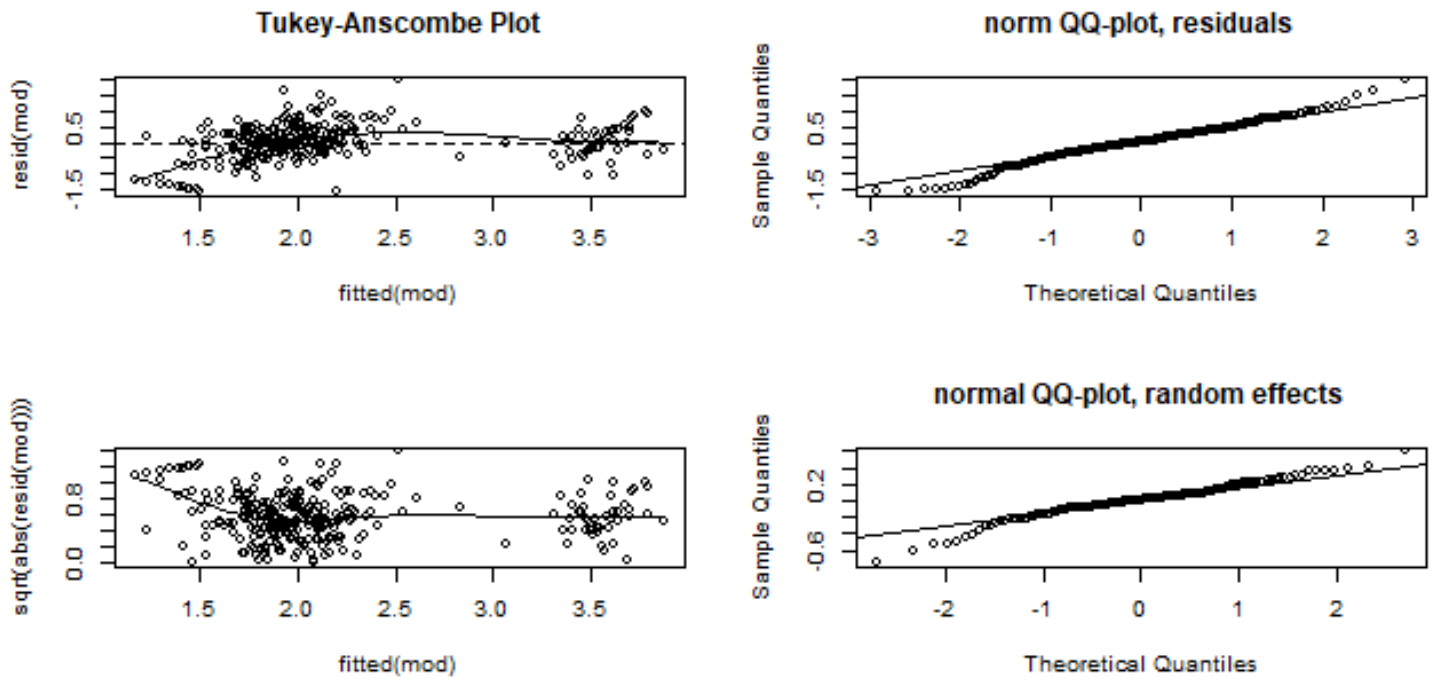 Tukey-Anscombe Plot
resid(mod)
0.5
-1.5
1.5 2.0 2.5 3.0 3.5
fitted(mod)
norm QQ-plot, residuals
Sample Quantiles
0.5
-1.5
-3 -2 -1 0 1 2 3
Theoretical Quantiles
sqrt(abs(resid(mod)))
0.8
0.0
1.5 2.0 2.5 3.0 3.5
fitted(mod)
normal QQ-plot, random effects
Sample Quantiles
0.2
-0.6
-2 -1 0 1 2
Theoretical Quantiles